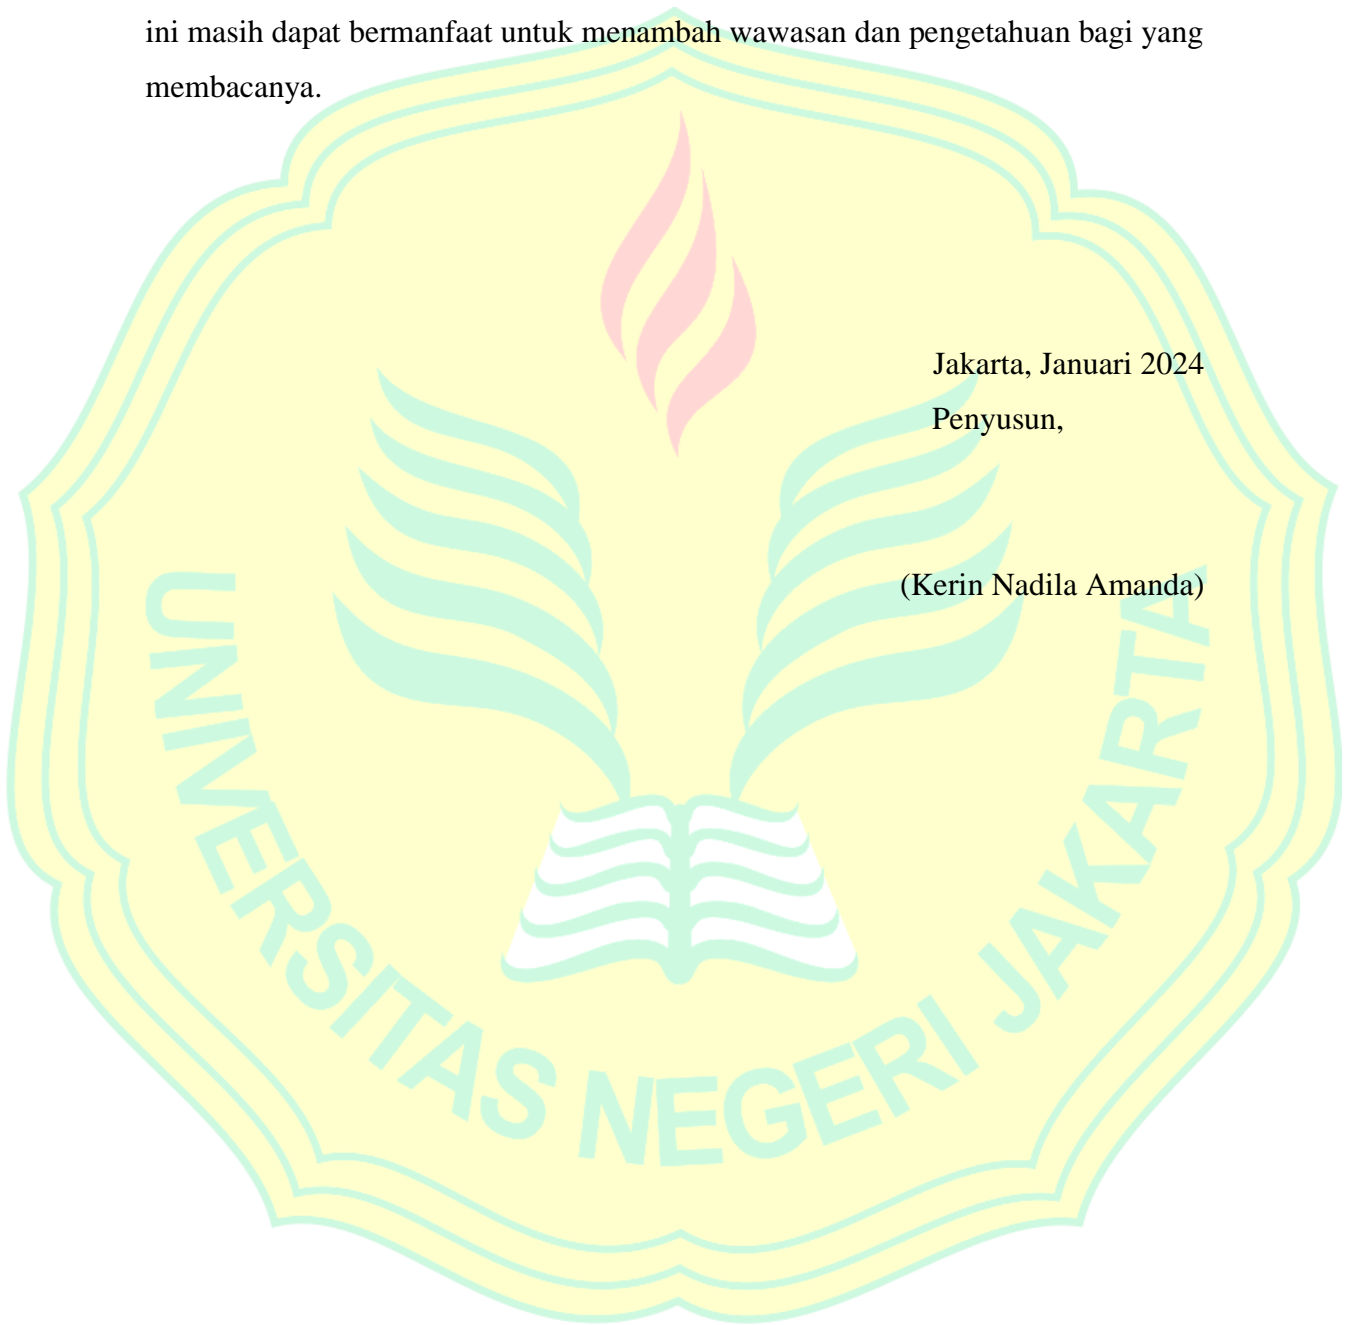 ini masih dapat bermanfaat untuk menambah wawasan dan pengetahuan bagi yang
membacanya.
Jakarta, Januari 2024
Penyusun,
(Kerin Nadila Amanda)
UNIVERSITAS NEGERI JAKARTA